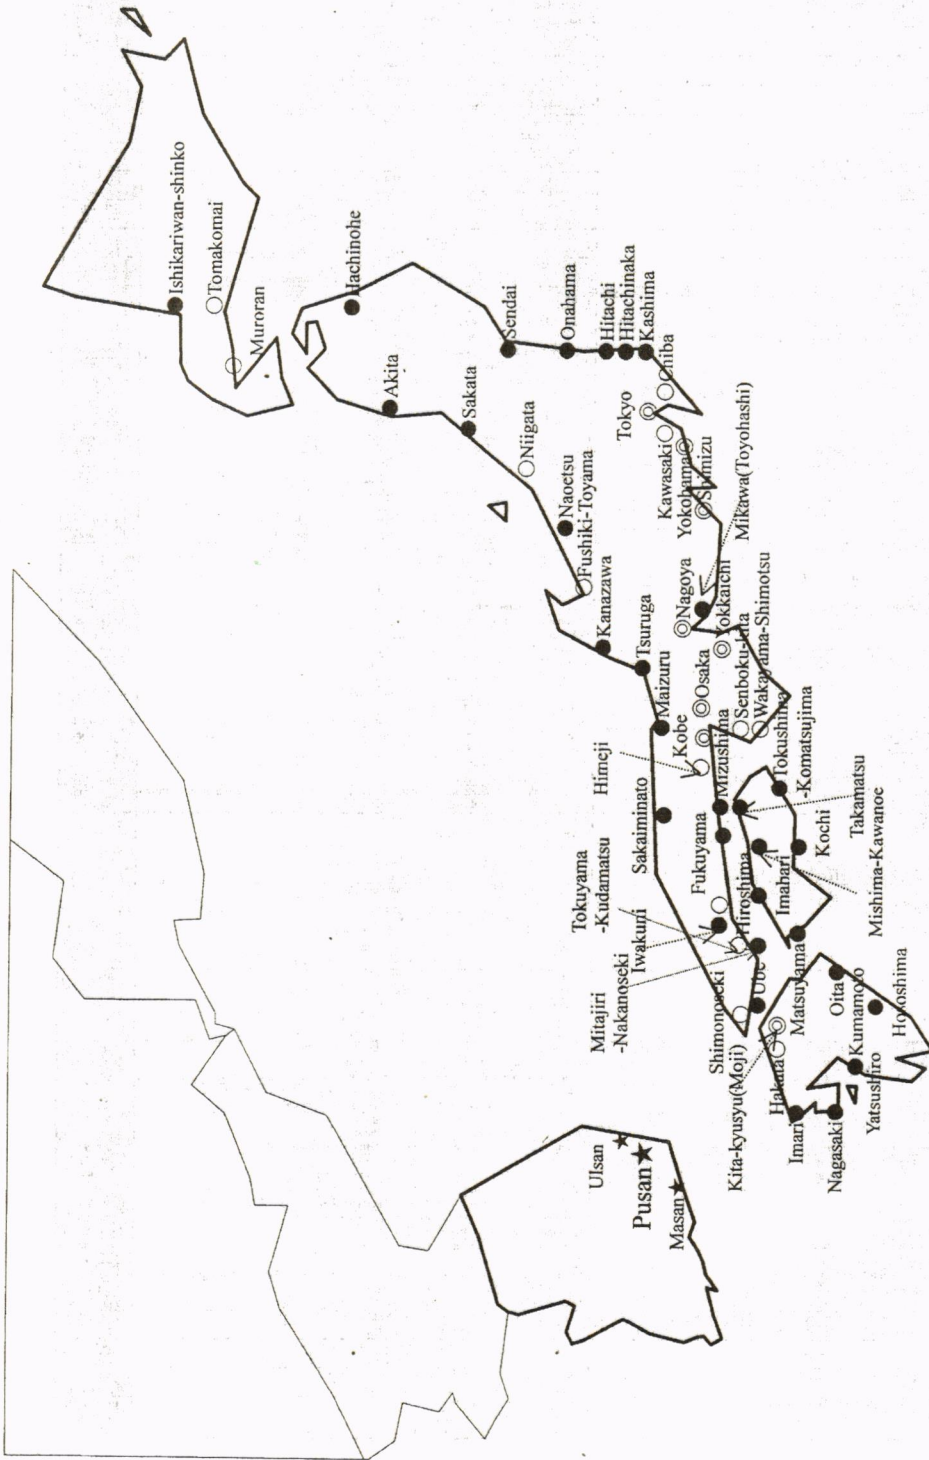 Ishikariwan-shinko
Tomakomai
Muroran
Hachinohe
Akita
Sakata
Sendai
Onahama
Hitachi
Hitachinaka
Kashima
Chiba
Tokyo
Kawasaki
Yokohama
Shimizu
Niigata
Naoetsu
Fushiki-Toyama
Kanazawa
Mikawa(Toyohashi)
Nagoya
Yokkaichi
Tsuruga
Maizuru
Kobe
Osaka
Senboku-
Wakayama-Shimotsu
Himeji
Sakaiminato
Mizushima
Fukuyama
Tokushima
-Komatsujima
Takamatsu
Kochi
Imahari
Mishima-Kawanoe
Tokuyama
-Kudamatsu
Iwakuni
Hiroshima
Mitajiri
-Nakanoseki
Ube
Matsuyama
Shimonoseki
Kita-kyusyu(Moji)
Oita
Hososhima
Hakata
Kumamoto
Yatsushiro
Imari
Nagasaki
Ulsan
Pusan
Masan